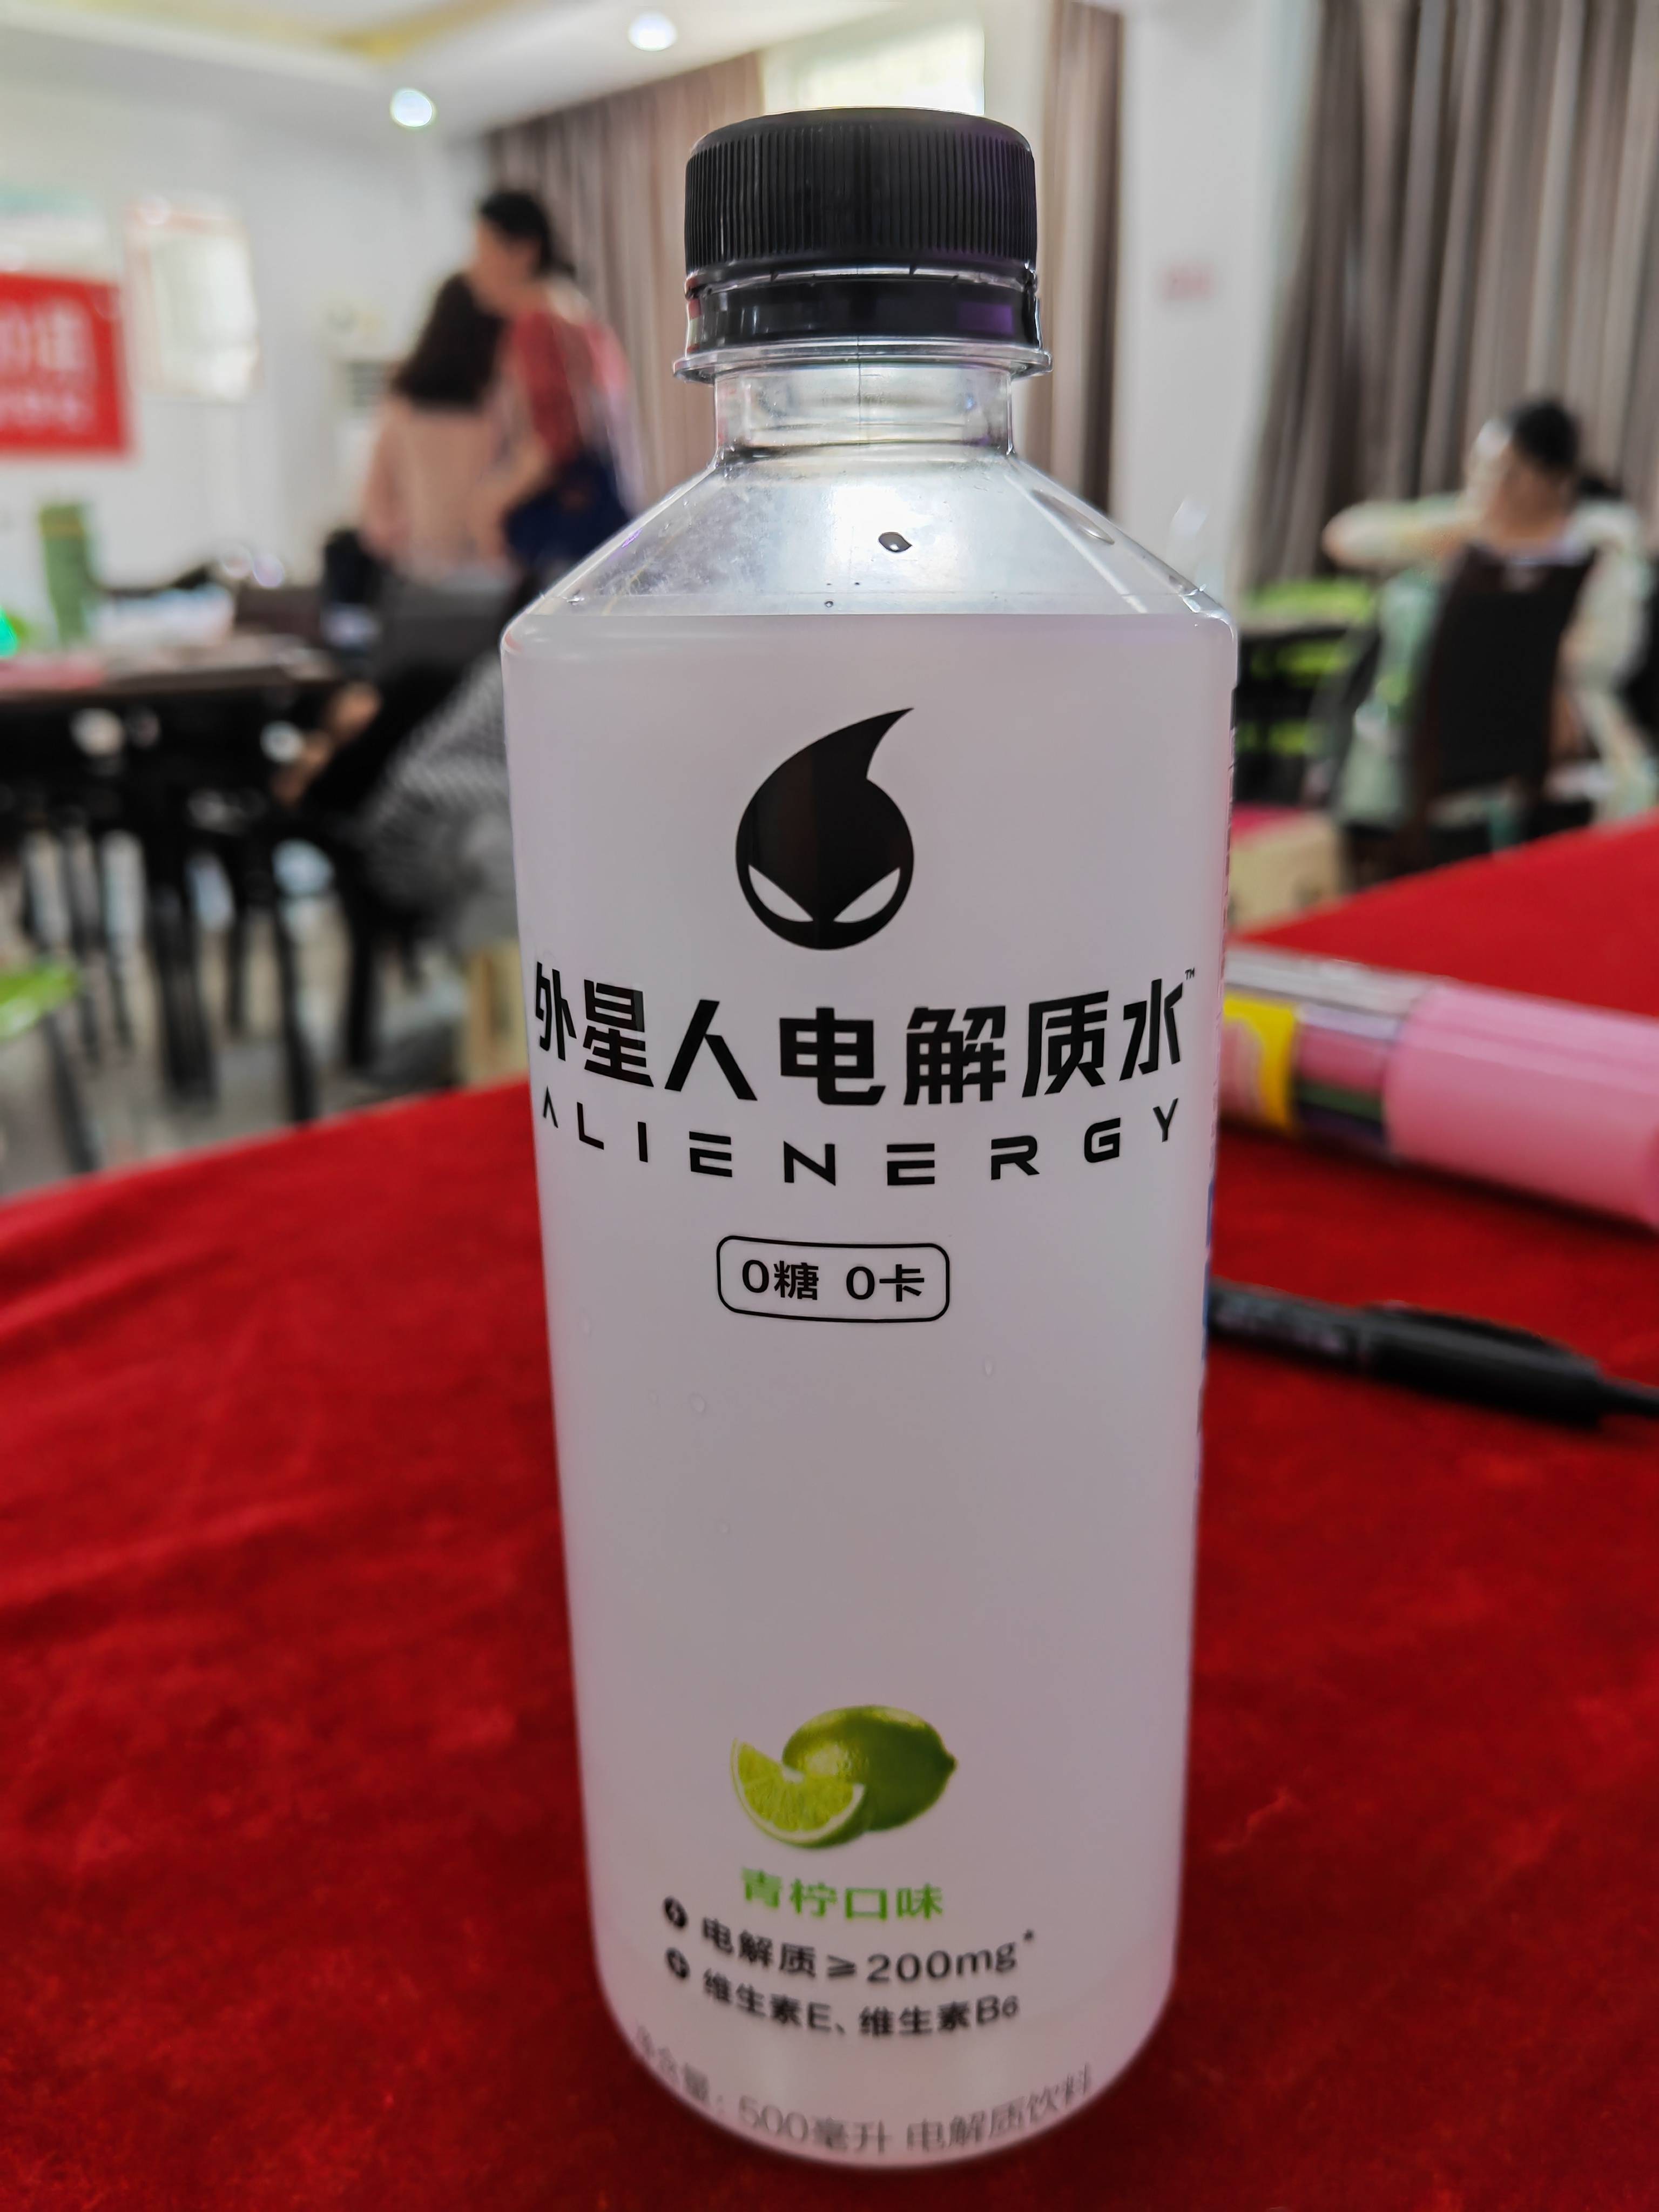 外星人电解质水™
ALIENERGY
0糖 0卡
青柠口味
电解质≥200mg*
维生素E、维生素B6
净含量：500毫升 电解质饮料